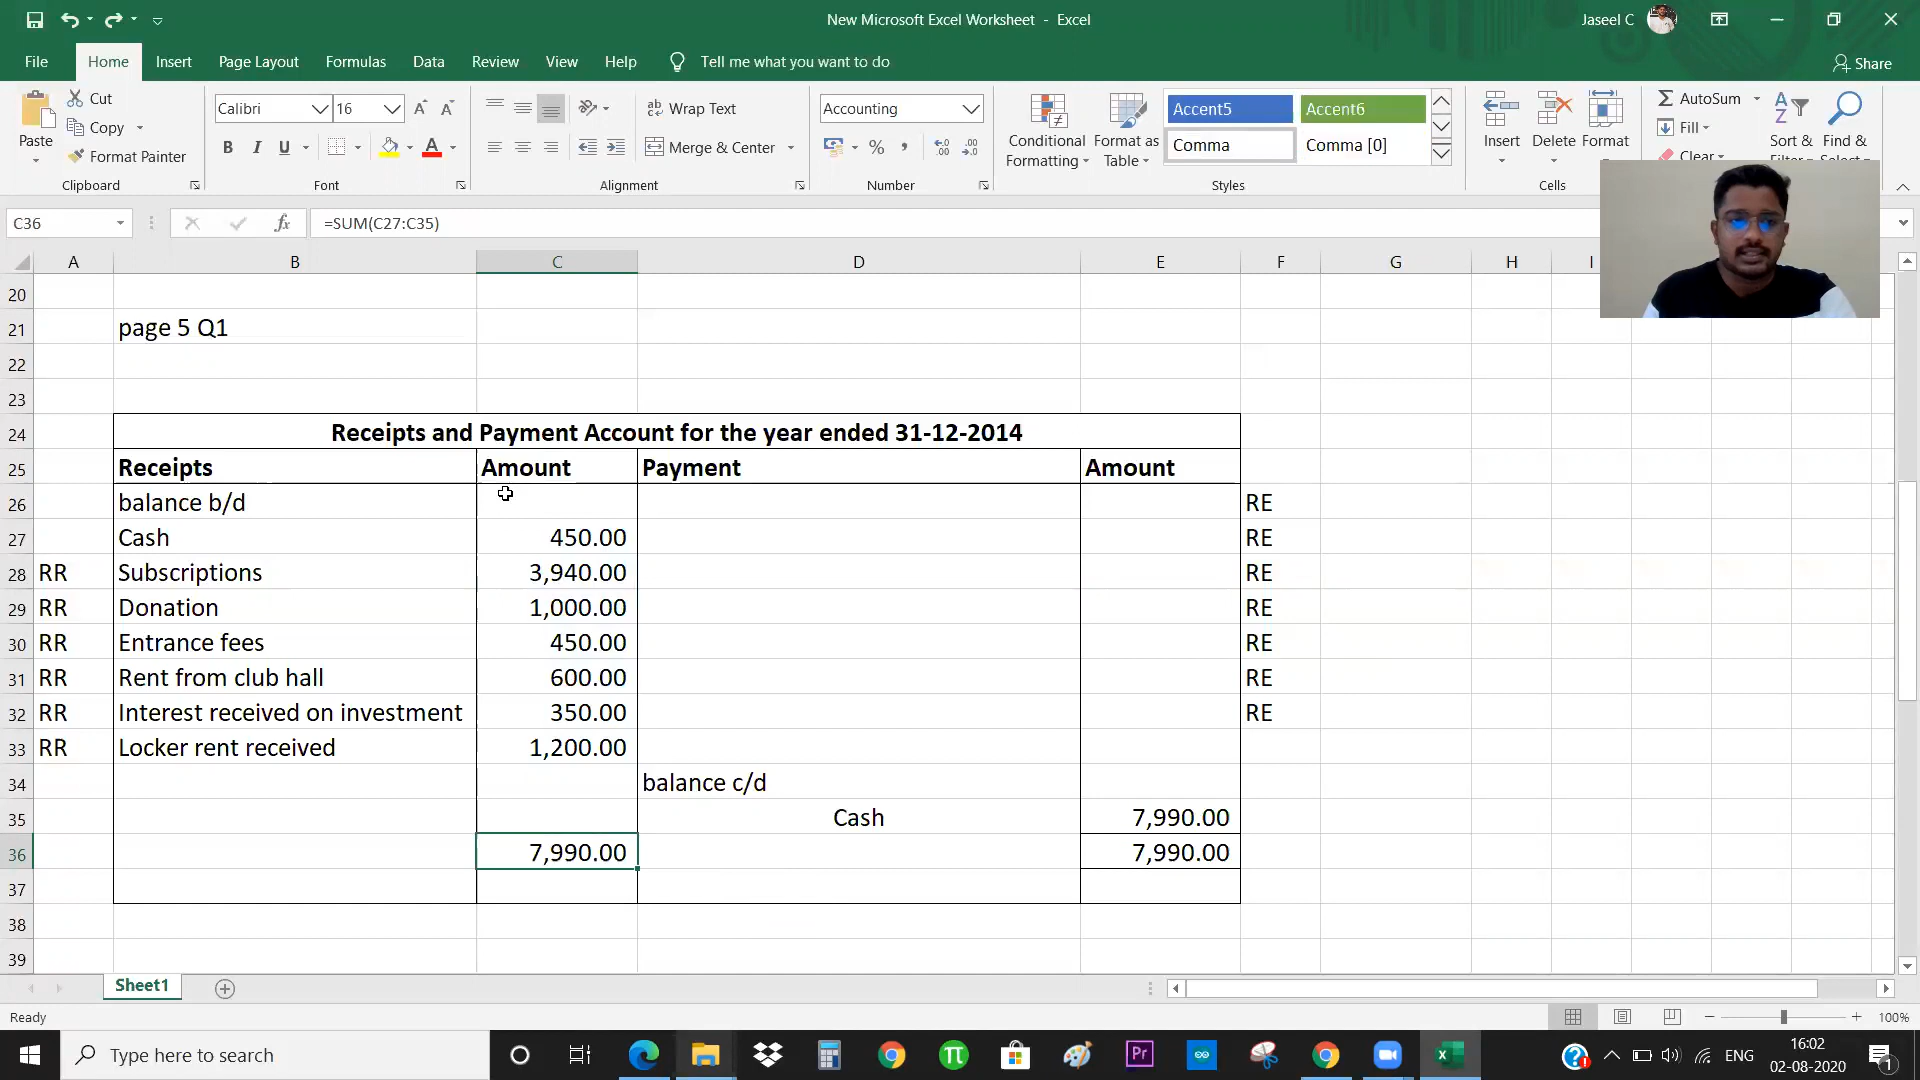 New Microsoft Excel Worksheet - Excel
Jaseel C
File Home Insert Page Layout Formulas Data Review View Help Tell me what you want to do
Share
Paste
Cut
Copy
Format Painter
Clipboard
Calibri 16
B I U A
Font
Wrap Text
Merge & Center
Alignment
Accounting
%
Number
Conditional Formatting
Format as Table
Accent5 Accent6
Comma Comma [0]
Styles
Insert Delete Format
Cells
AutoSum
Fill
Clear
Sort &
Find &
C36 fx =SUM(C27:C35)
A B C D E F G H I
20
21 page 5 Q1
22
23
24 Receipts and Payment Account for the year ended 31-12-2014
25 Receipts Amount Payment Amount
26 balance b/d RE
27 Cash 450.00 RE
28 RR Subscriptions 3,940.00 RE
29 RR Donation 1,000.00 RE
30 RR Entrance fees 450.00 RE
31 RR Rent from club hall 600.00 RE
32 RR Interest received on investment 350.00 RE
33 RR Locker rent received 1,200.00
34 balance c/d
35 Cash 7,990.00
36 7,990.00 7,990.00
37
38
39
Sheet1
Ready
100%
Type here to search
Pr
ENG
16:02
02-08-2020
1